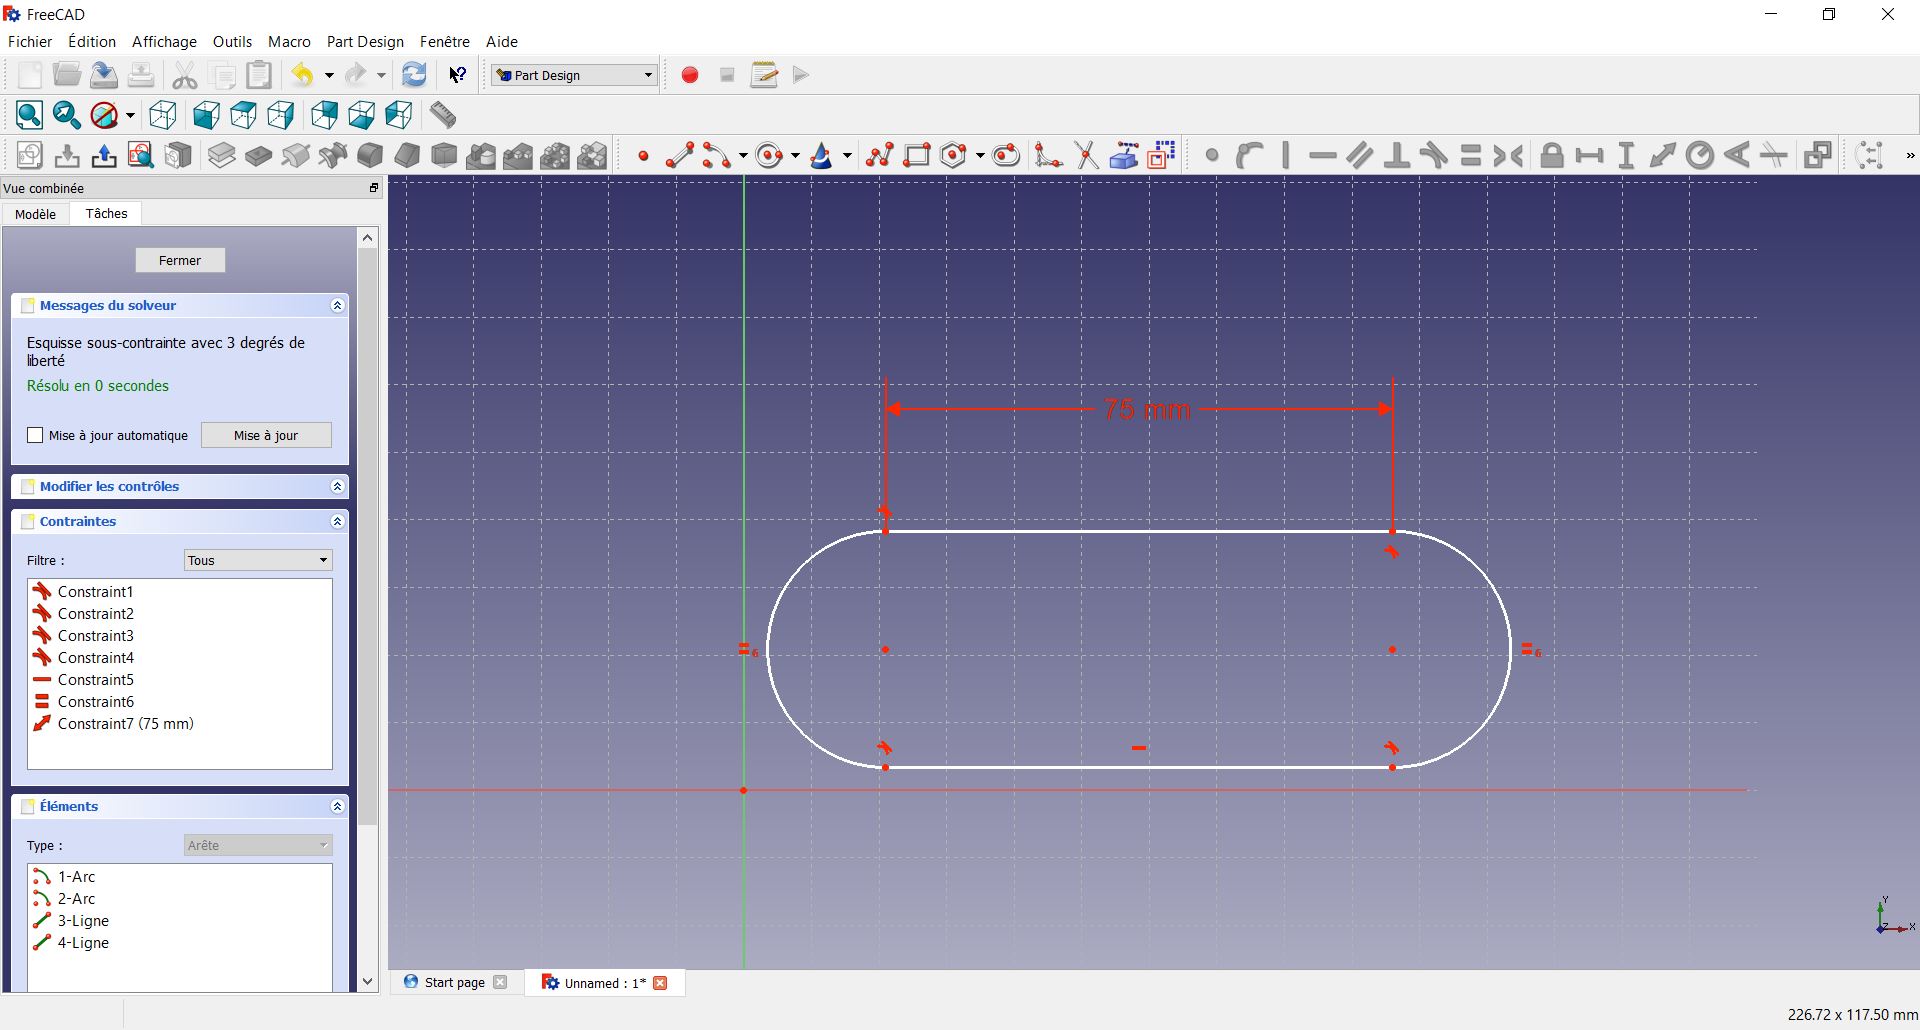 FreeCAD
Fichier Édition Affichage Outils Macro Part Design Fenêtre Aide
Part Design
»
Vue combinée
Modèle Tâches
Fermer
Messages du solveur
Esquisse sous-contrainte avec 3 degrés de
liberté
Résolu en 0 secondes
Mise à jour automatique Mise à jour
Modifier les contrôles
Contraintes
Filtre : Tous
Constraint1
Constraint2
Constraint3
Constraint4
Constraint5
Constraint6
Constraint7 (75 mm)
Éléments
Type : Arête
1-Arc
2-Arc
3-Ligne
4-Ligne
75 mm
6 6
Y
Z X
Start page Unnamed : 1*
226.72 x 117.50 mm